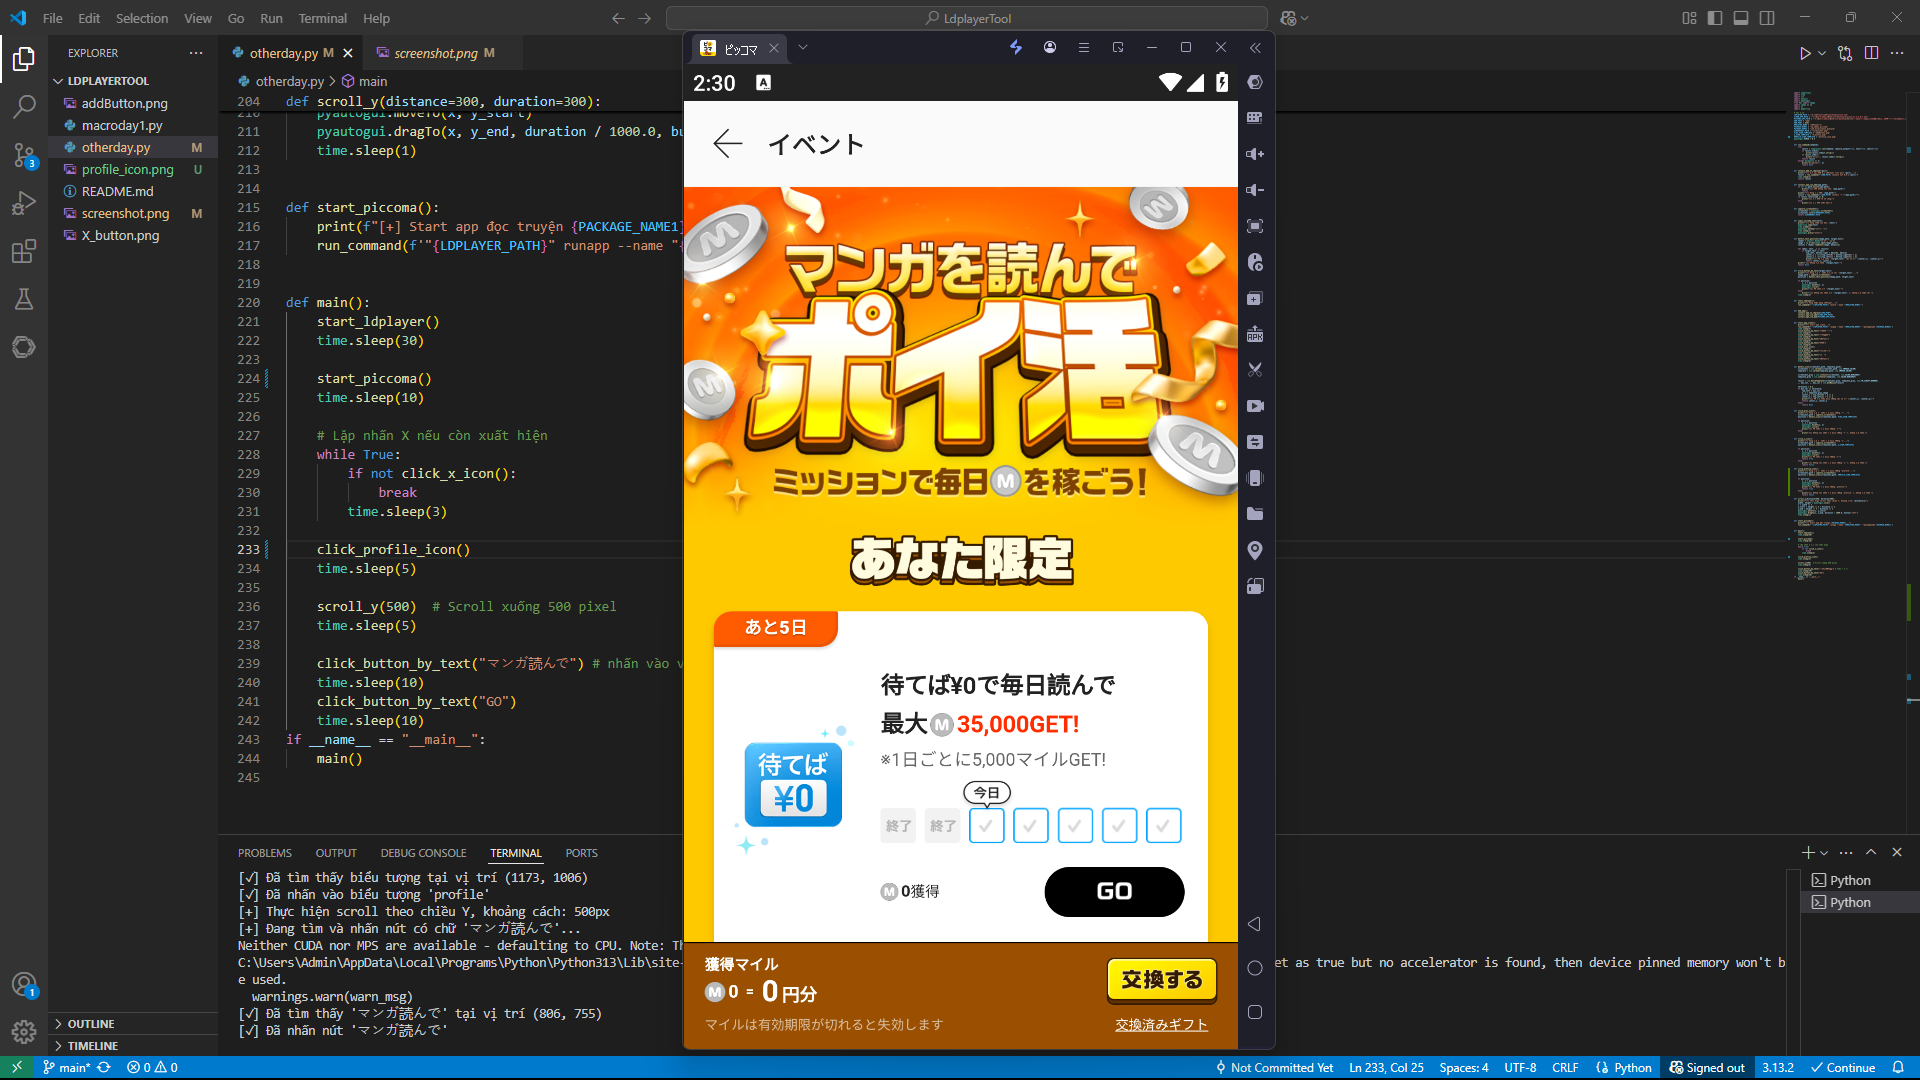 File Edit Selection View Go Run Terminal Help
LdplayerTool
EXPLORER
LDPLAYERTOOL
addButton.png
macroday1.py
otherday.py M
profile_icon.png U
README.md
screenshot.png M
X_button.png
OUTLINE
TIMELINE
3
1
otherday.py M
screenshot.png M
otherday.py > main
204 def scroll_y(distance=300, duration=300):
210 pyautogui.moveTo(x, y_start)
211 pyautogui.dragTo(x, y_end, duration / 1000.0, bu
212 time.sleep(1)
213
214
215 def start_piccoma():
216 print(f"[+] Start app đọc truyện {PACKAGE_NAME1}
217 run_command(f'"{LDPLAYER_PATH}" runapp --name "{
218
219
220 def main():
221 start_ldplayer()
222 time.sleep(30)
223
224 start_piccoma()
225 time.sleep(10)
226
227 # Lặp nhấn X nếu còn xuất hiện
228 while True:
229 if not click_x_icon():
230 break
231 time.sleep(3)
232
233 click_profile_icon()
234 time.sleep(5)
235
236 scroll_y(500) # Scroll xuống 500 pixel
237 time.sleep(5)
238
239 click_button_by_text("マンガ読んで") # nhấn vào v
240 time.sleep(10)
241 click_button_by_text("GO")
242 time.sleep(10)
243 if __name__ == "__main__":
244 main()
245
PROBLEMS OUTPUT DEBUG CONSOLE TERMINAL PORTS
[√] Đã tìm thấy biểu tượng tại vị trí (1173, 1006)
[√] Đã nhấn vào biểu tượng 'profile'
[+] Thực hiện scroll theo chiều Y, khoảng cách: 500px
[+] Đang tìm và nhấn nút có chữ 'マンガ読んで'...
Neither CUDA nor MPS are available - defaulting to CPU. Note: Th
C:\Users\Admin\AppData\Local\Programs\Python\Python313\Lib\site-
et as true but no accelerator is found, then device pinned memory won't b
e used.
warnings.warn(warn_msg)
[√] Đã tìm thấy 'マンガ読んで' tại vị trí (806, 755)
[√] Đã nhấn nút 'マンガ読んで'
Python
Python
ピッコマ
2:30 A
イベント
マンガを読んで
ポイ活
ミッションで毎日Mを稼ごう!
あなた限定
あと5日
待てば¥0で毎日読んで
最大M35,000GET!
※1日ごとに5,000マイルGET!
待てば
¥0
今日
終了 終了
M 0獲得
GO
獲得マイル
M 0 = 0円分
交換する
マイルは有効期限が切れると失効します
交換済みギフト
main* 0 0
Not Committed Yet Ln 233, Col 25 Spaces: 4 UTF-8 CRLF Python Signed out 3.13.2 Continue